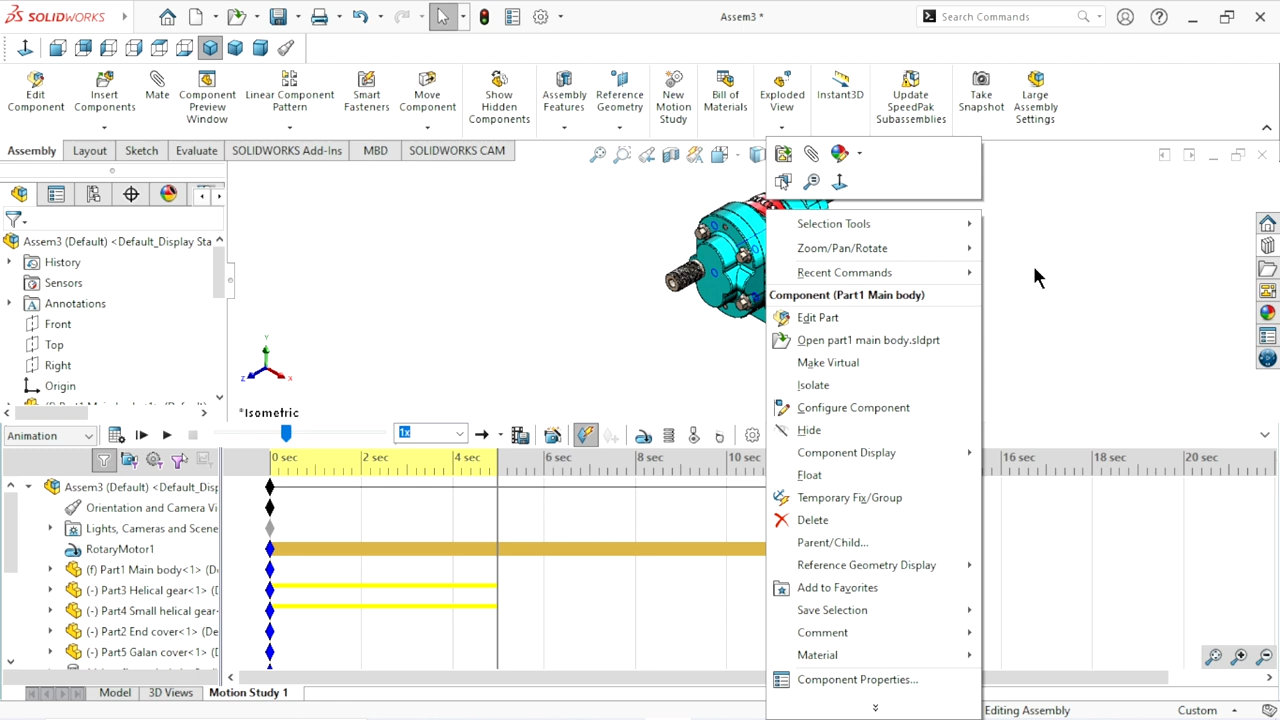 SOLIDWORKS
Assem3 *
Search Commands
Edit Component
Insert Components
Mate
Component Preview Window
Linear Component Pattern
Smart Fasteners
Move Component
Show Hidden Components
Assembly Features
Reference Geometry
New Motion Study
Bill of Materials
Exploded View
Instant3D
Update SpeedPak Subassemblies
Take Snapshot
Large Assembly Settings
Assembly
Layout
Sketch
Evaluate
SOLIDWORKS Add-Ins
MBD
SOLIDWORKS CAM
Assem3 (Default) <Default_Display Sta
History
Sensors
Annotations
Front
Top
Right
Origin
Y
Z
X
*Isometric
Selection Tools
Zoom/Pan/Rotate
Recent Commands
Component (Part1 Main body)
Edit Part
Open part1 main body.sldprt
Make Virtual
Isolate
Configure Component
Hide
Component Display
Float
Temporary Fix/Group
Delete
Parent/Child...
Reference Geometry Display
Add to Favorites
Save Selection
Comment
Material
Component Properties...
Animation
1x
0 sec
2 sec
4 sec
6 sec
8 sec
10 sec
16 sec
18 sec
20 sec
Assem3 (Default) <Default_Disp
Orientation and Camera Vi
Lights, Cameras and Scene
RotaryMotor1
(f) Part1 Main body<1> (D
(-) Part3 Helical gear<1> (D
(-) Part4 Small helical gear
(-) Part2 End cover<1> (De
(-) Part5 Galan cover<1> (D
Model
3D Views
Motion Study 1
Editing Assembly
Custom